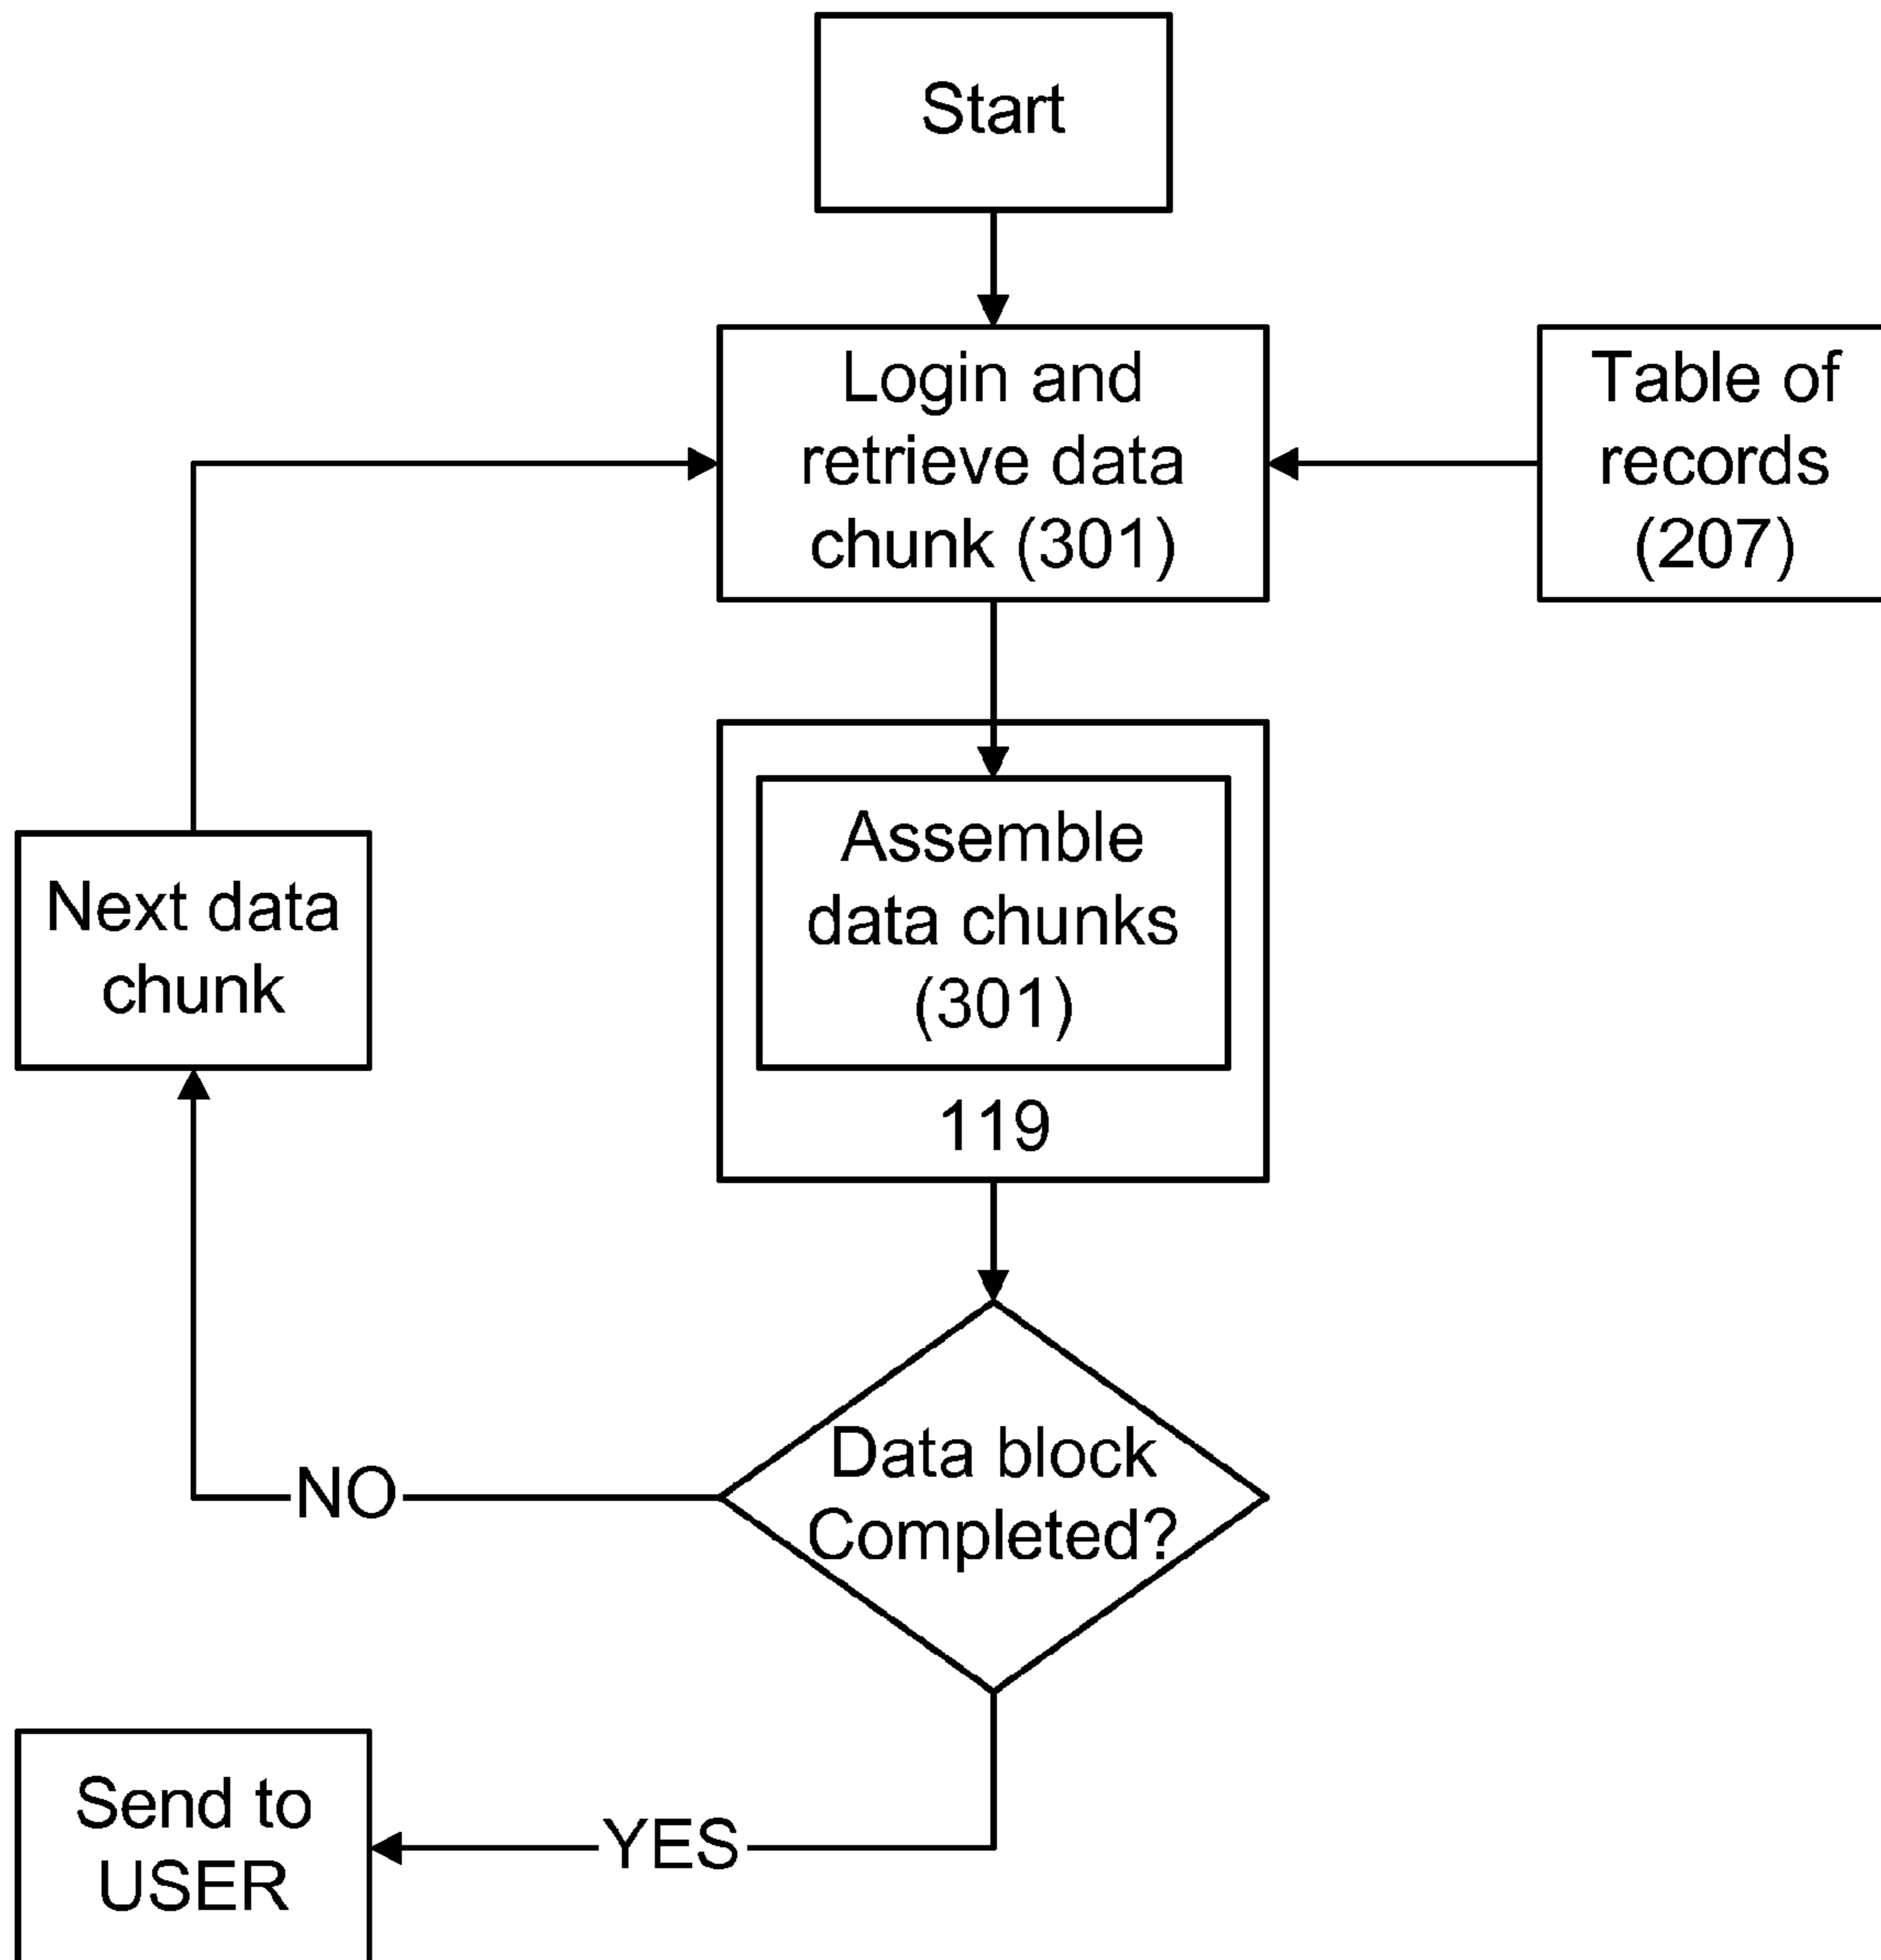 Start
Login and
retrieve data
chunk (301)
Table of
records
(207)
Assemble
data chunks
(301)
119
Next data
chunk
Data block
Completed?
NO
YES
Send to
USER